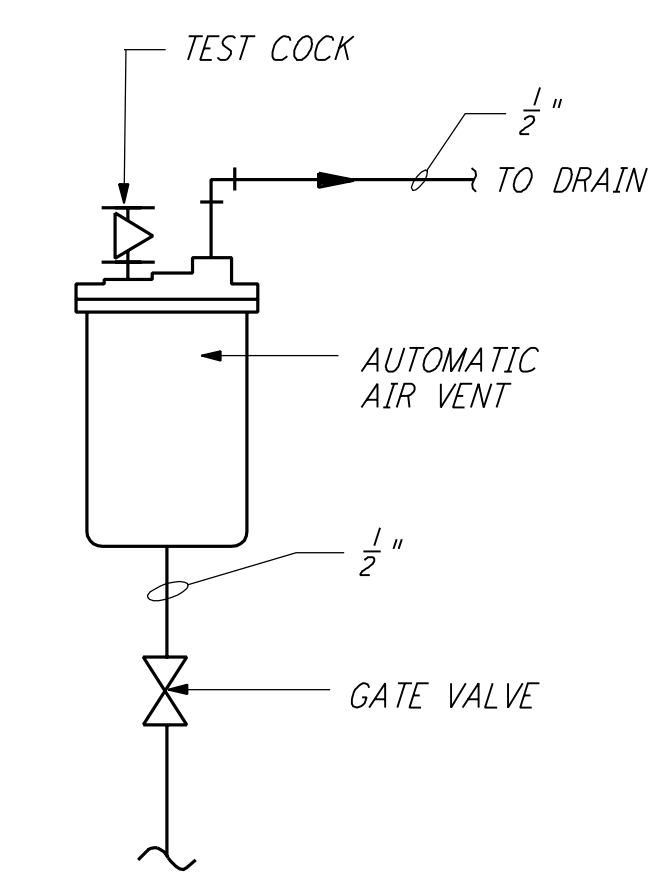 TEST COCK
1/2"
TO DRAIN
AUTOMATIC
AIR VENT
1/2"
GATE VALVE